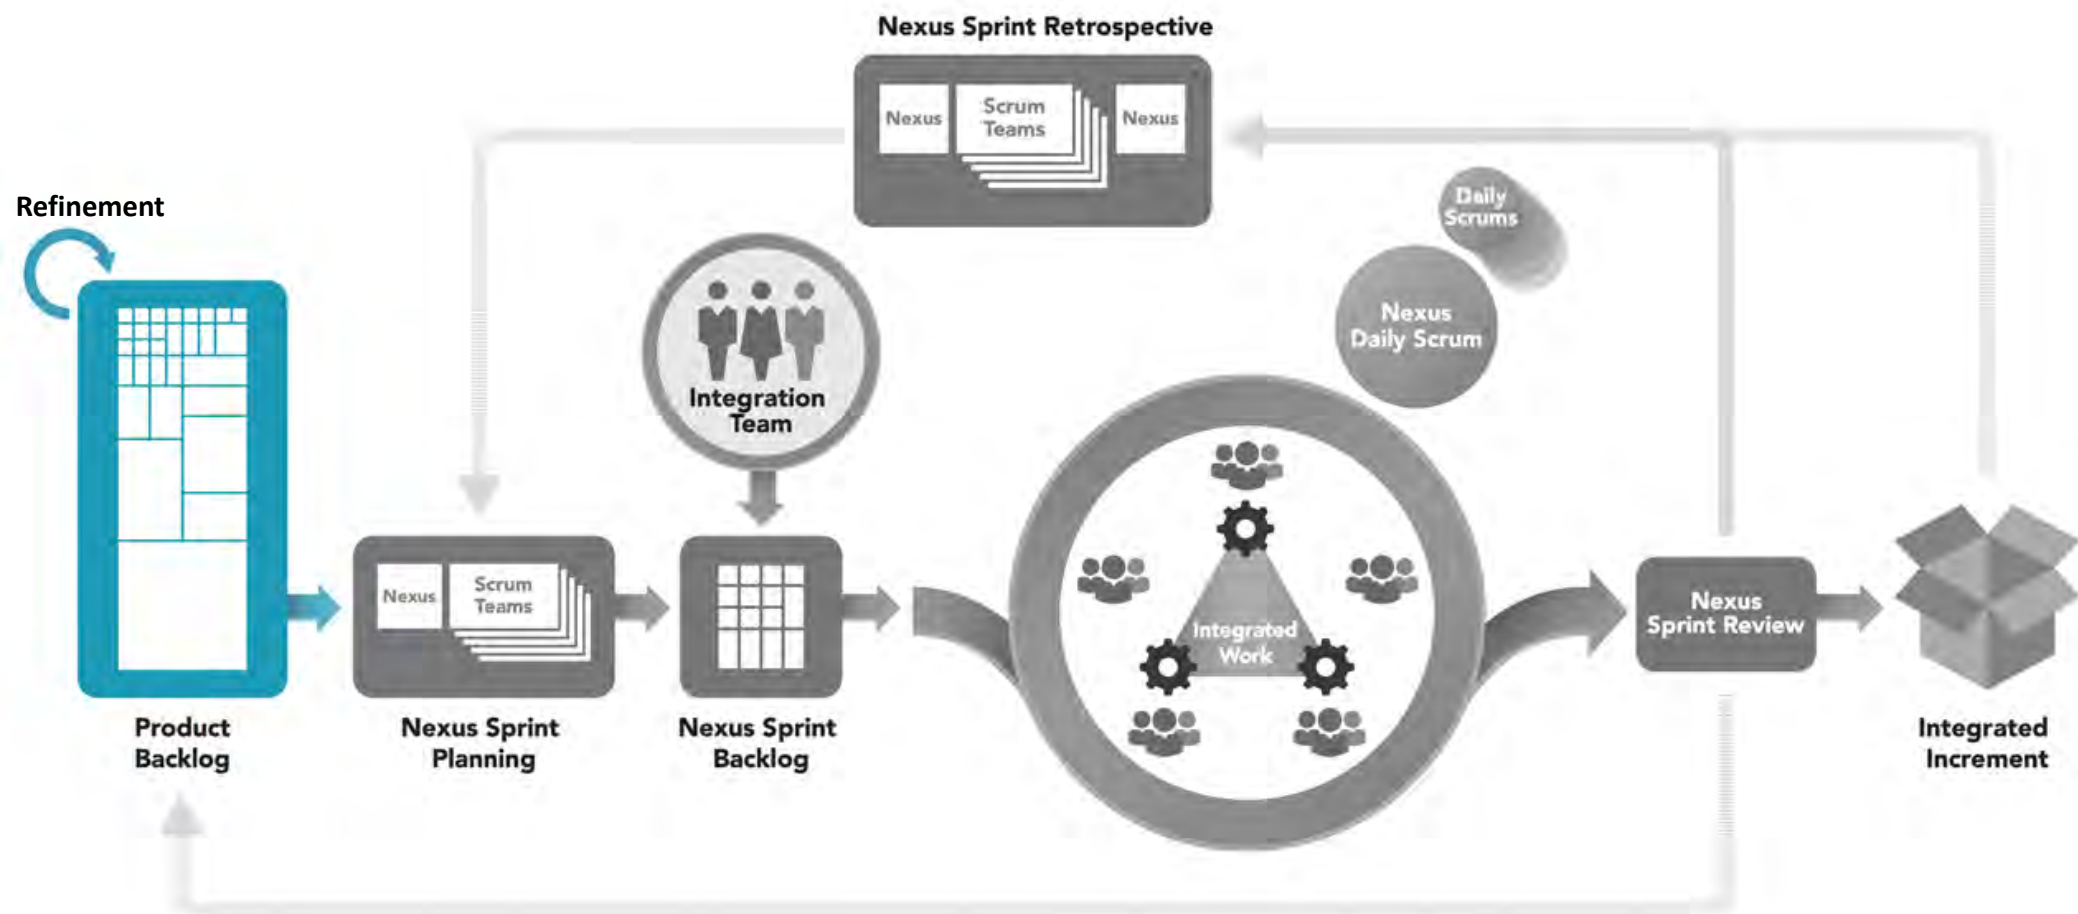 Nexus Sprint Retrospective
Nexus
Scrum
Teams
Nexus
Refinement
Daily
Scrums
Nexus
Daily Scrum
Integration
Team
Nexus
Scrum
Teams
Integrated
Work
Nexus
Sprint Review
Product
Backlog
Nexus Sprint
Planning
Nexus Sprint
Backlog
Integrated
Increment